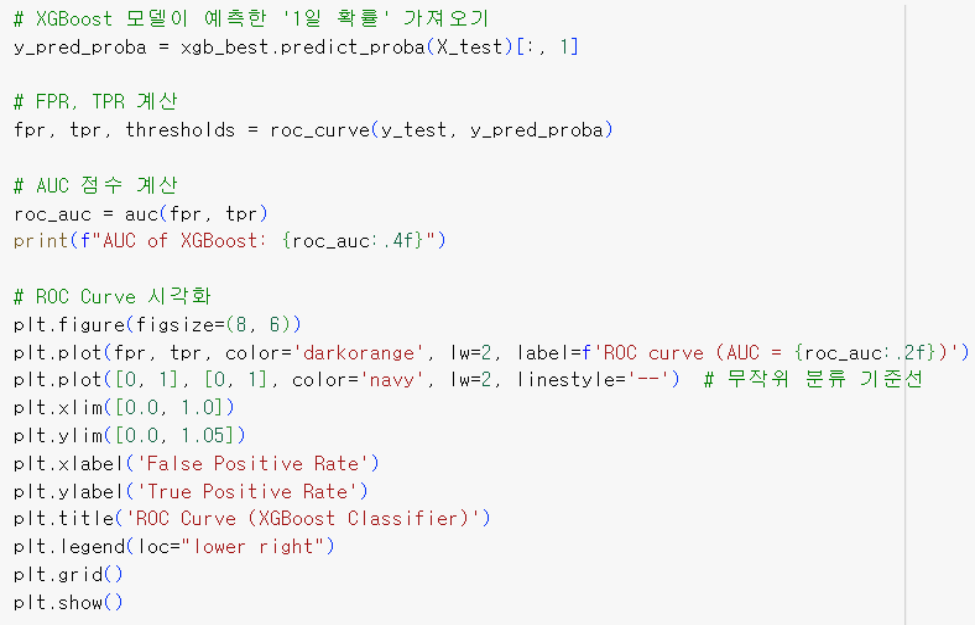 # XGBoost 모델이 예측한 '1일 확률' 가져오기
y_pred_proba = xgb_best.predict_proba(X_test)[:, 1]
# FPR, TPR 계산
fpr, tpr, thresholds = roc_curve(y_test, y_pred_proba)
# AUC 점수 계산
roc_auc = auc(fpr, tpr)
print(f"AUC of XGBoost: {roc_auc:.4f}")
# ROC Curve 시각화
plt.figure(figsize=(8, 6))
plt.plot(fpr, tpr, color='darkorange', lw=2, label=f'ROC curve (AUC = {roc_auc:.2f})')
plt.plot([0, 1], [0, 1], color='navy', lw=2, linestyle='--')  # 무작위 분류 기준선
plt.xlim([0.0, 1.0])
plt.ylim([0.0, 1.05])
plt.xlabel('False Positive Rate')
plt.ylabel('True Positive Rate')
plt.title('ROC Curve (XGBoost Classifier)')
plt.legend(loc="lower right")
plt.grid()
plt.show()